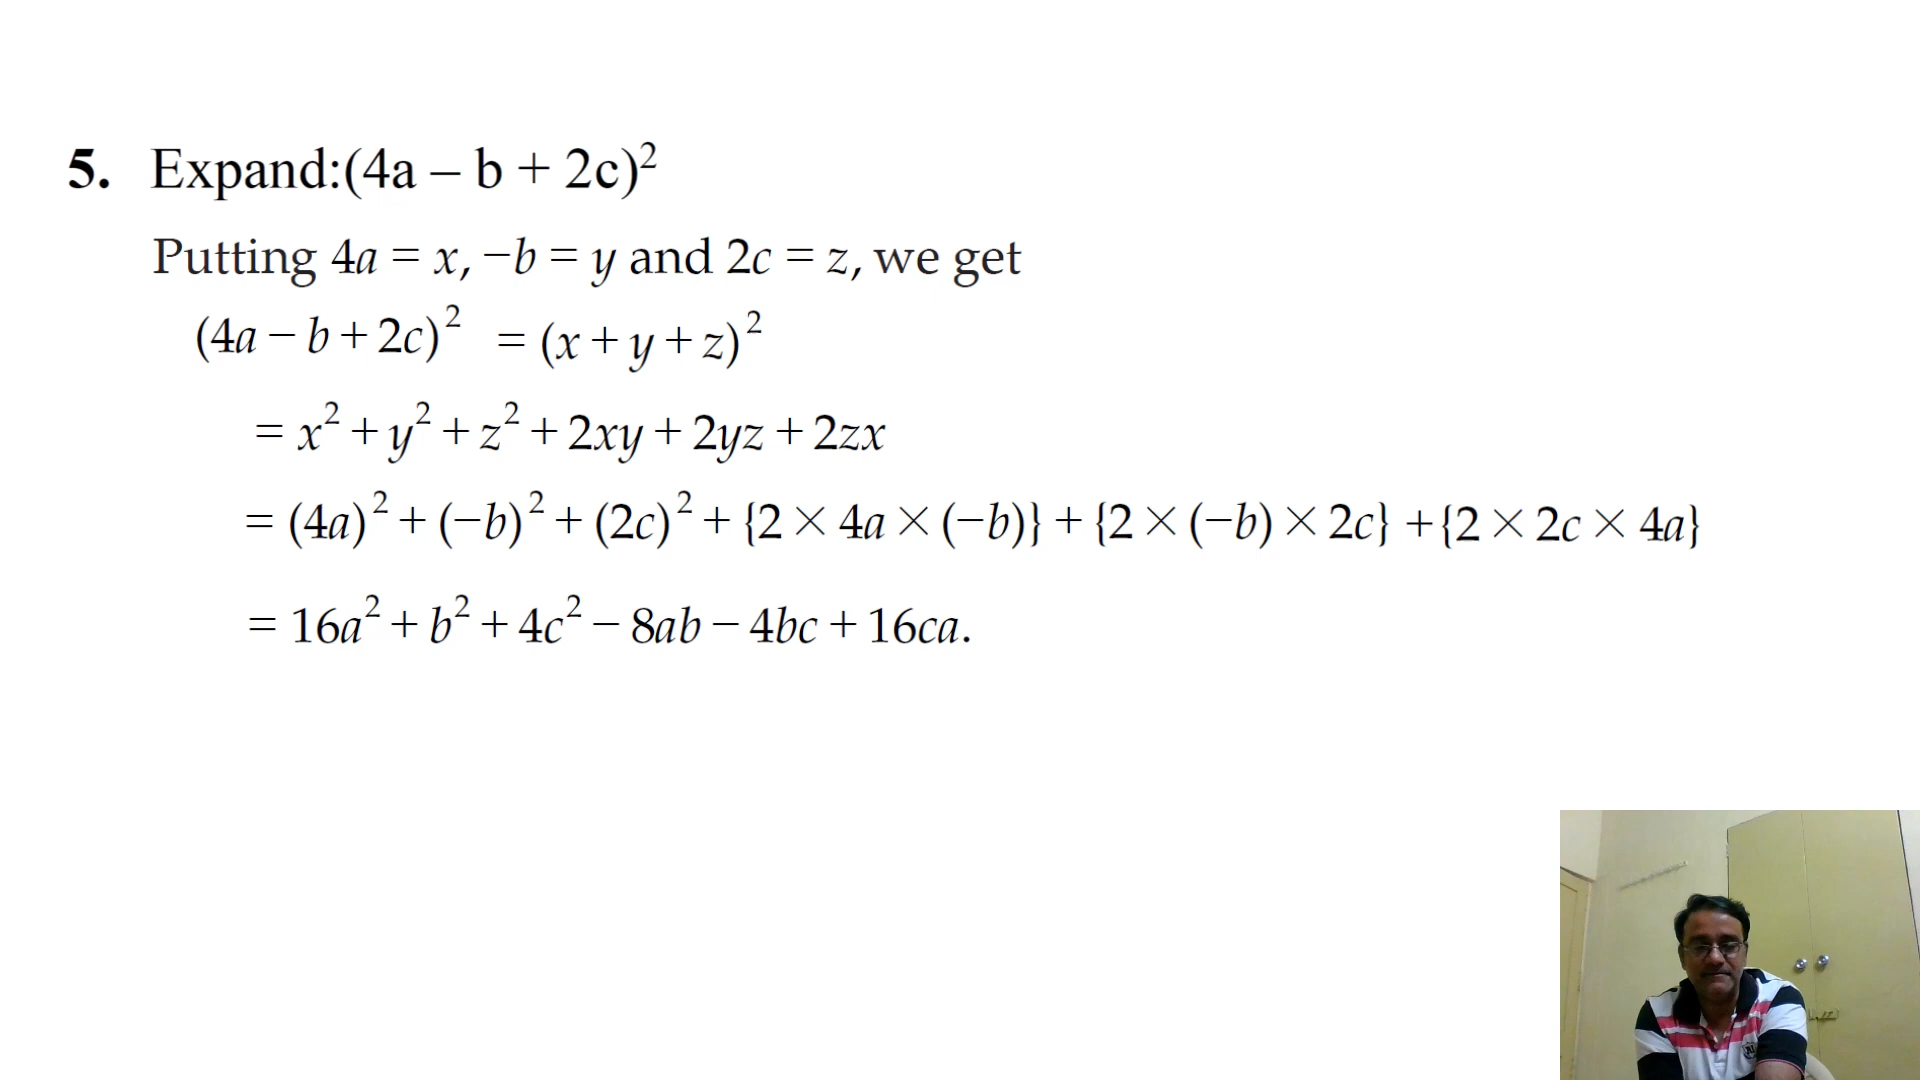 5. Expand:(4a – b + 2c)²
Putting 4a = x, −b = y and 2c = z, we get
(4a − b + 2c)² = (x + y + z)²
= x² + y² + z² + 2xy + 2yz + 2zx
= (4a)² + (−b)² + (2c)² + {2 × 4a × (−b)} + {2 × (−b) × 2c} +{2 × 2c × 4a}
= 16a² + b² + 4c² − 8ab − 4bc + 16ca.